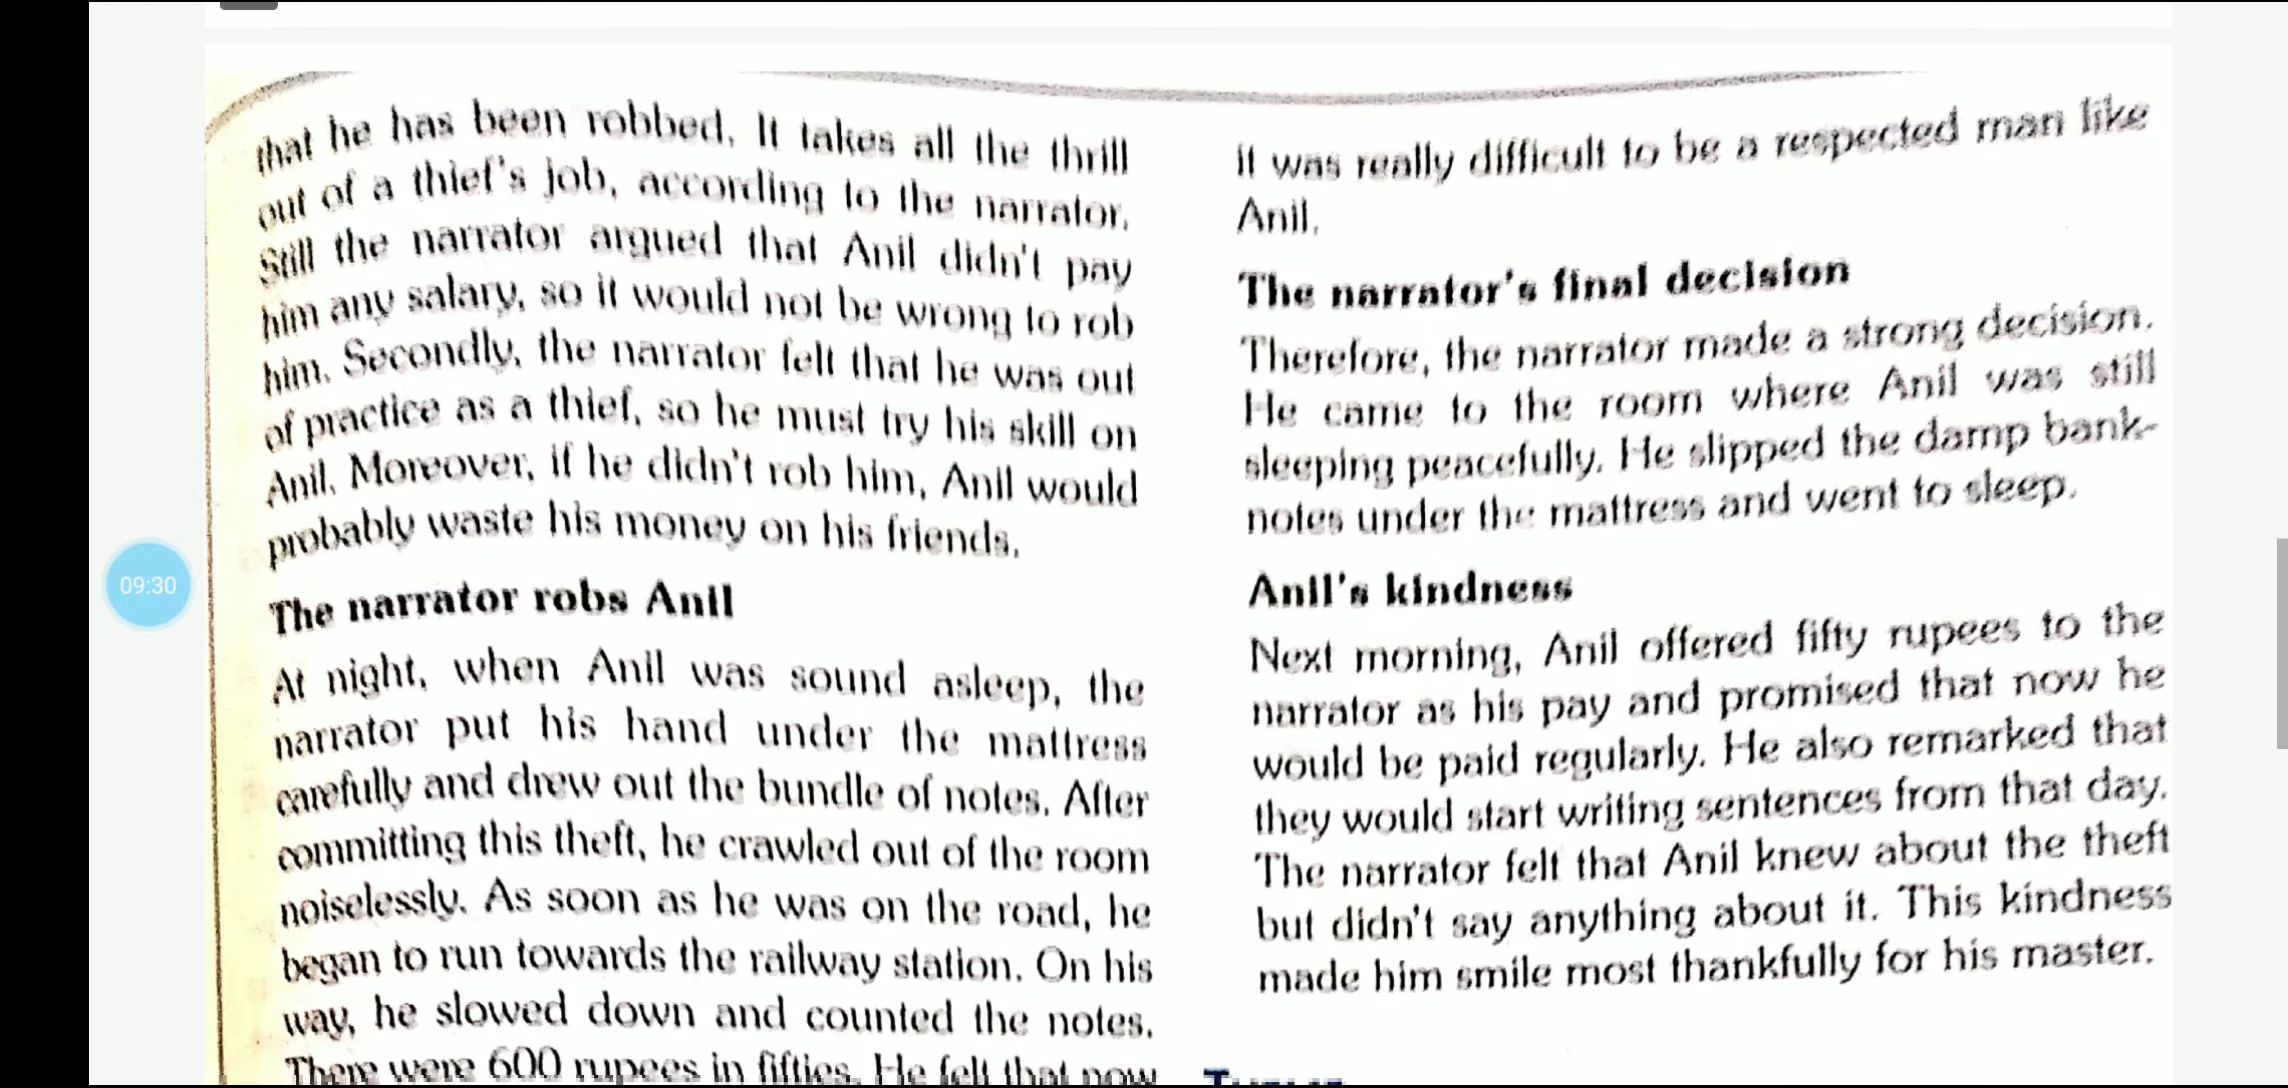 that he has been robbed. It takes all the thrill
out of a thief's job, according to the narrator.
Still the narrator argued that Anil didn't pay
him any salary, so it would not be wrong to rob
him. Secondly, the narrator felt that he was out
of practice as a thief, so he must try his skill on
Anil. Moreover, if he didn't rob him, Anil would
probably waste his money on his friends.
The narrator robs Anil
At night, when Anil was sound asleep, the
narrator put his hand under the mattress
carefully and drew out the bundle of notes. After
committing this theft, he crawled out of the room
noiselessly. As soon as he was on the road, he
began to run towards the railway station. On his
way, he slowed down and counted the notes.
There were 600 rupees in fifties. He felt that now
it was really difficult to be a respected man like
Anil.
The narrator's final decision
Therefore, the narrator made a strong decision.
He came to the room where Anil was still
sleeping peacefully. He slipped the damp bank-
notes under the mattress and went to sleep.
Anil's kindness
Next morning, Anil offered fifty rupees to the
narrator as his pay and promised that now he
would be paid regularly. He also remarked that
they would start writing sentences from that day.
The narrator felt that Anil knew about the theft
but didn't say anything about it. This kindness
made him smile most thankfully for his master.
09:30